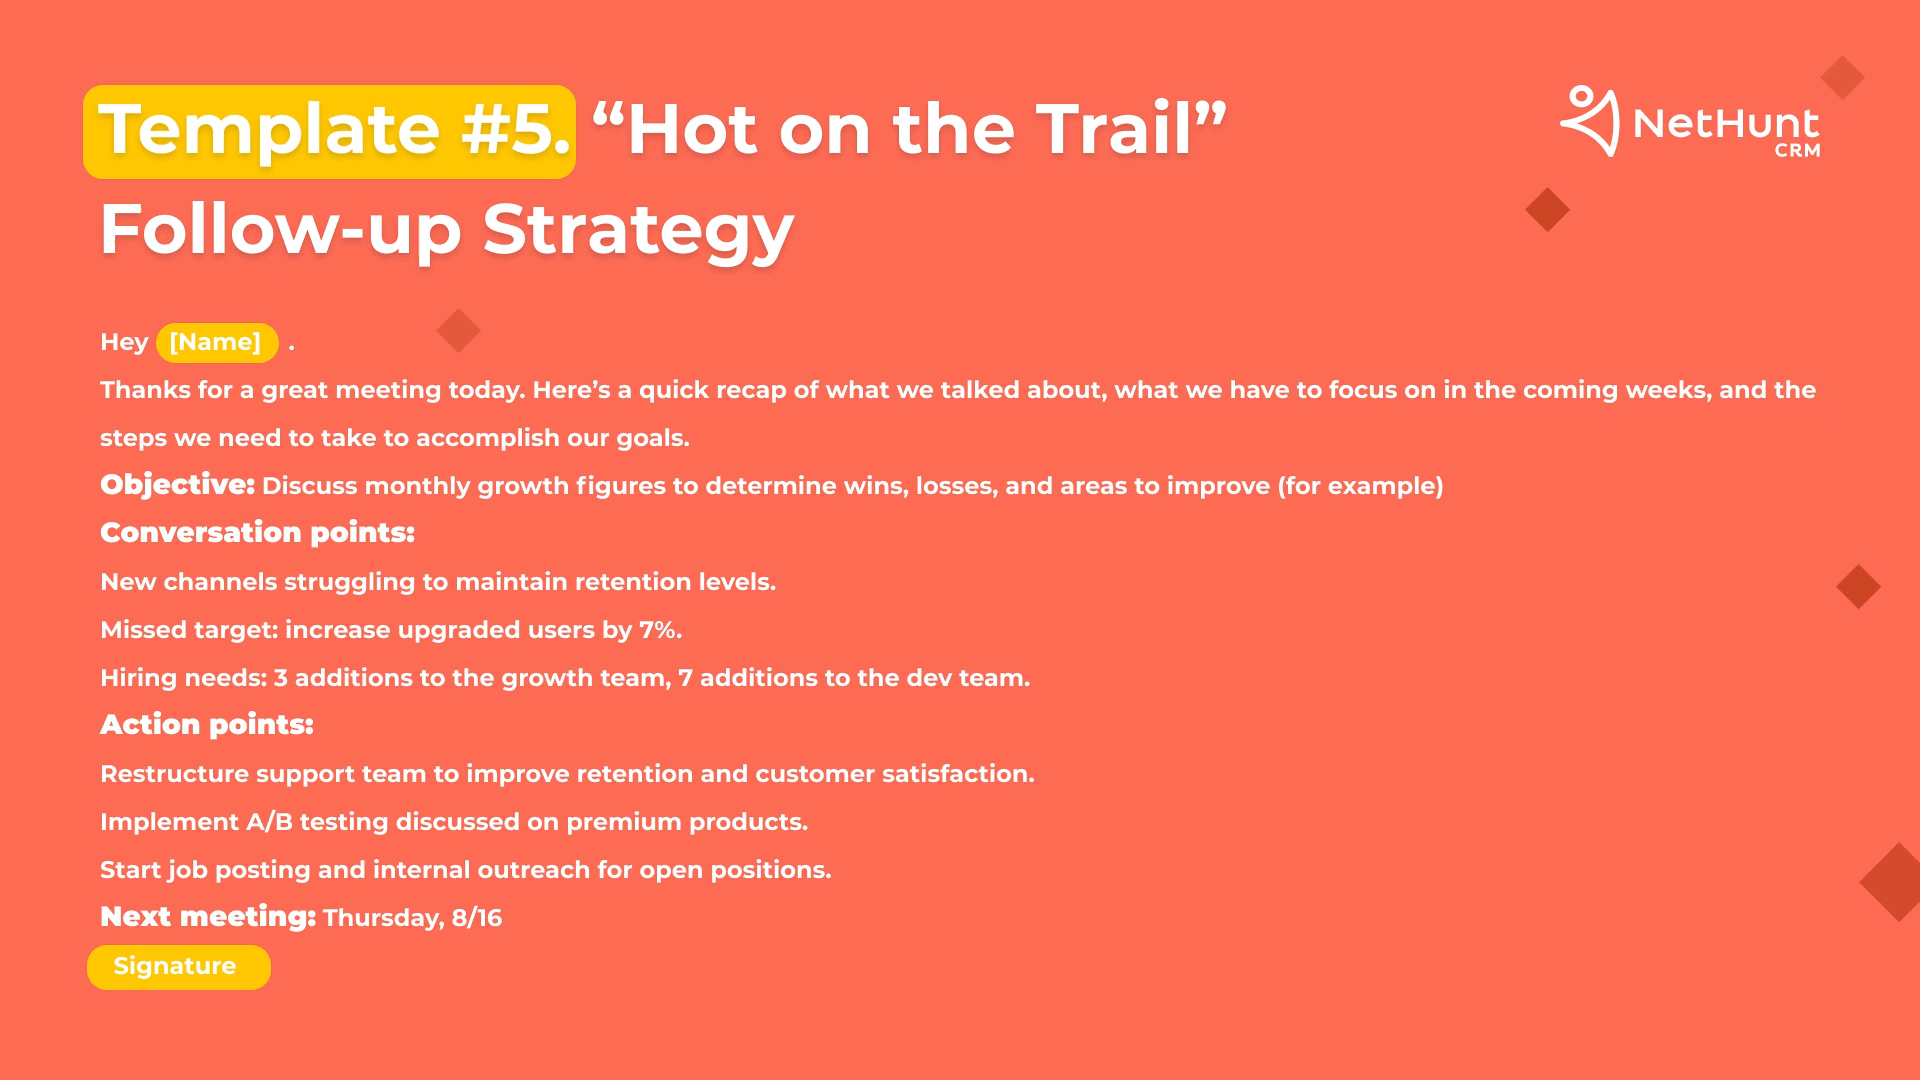 Template #5. “Hot on the Trail”
Follow-up Strategy
NetHunt
CRM
Hey [Name] .
Thanks for a great meeting today. Here’s a quick recap of what we talked about, what we have to focus on in the coming weeks, and the
steps we need to take to accomplish our goals.
Objective: Discuss monthly growth figures to determine wins, losses, and areas to improve (for example)
Conversation points:
New channels struggling to maintain retention levels.
Missed target: increase upgraded users by 7%.
Hiring needs: 3 additions to the growth team, 7 additions to the dev team.
Action points:
Restructure support team to improve retention and customer satisfaction.
Implement A/B testing discussed on premium products.
Start job posting and internal outreach for open positions.
Next meeting: Thursday, 8/16
Signature